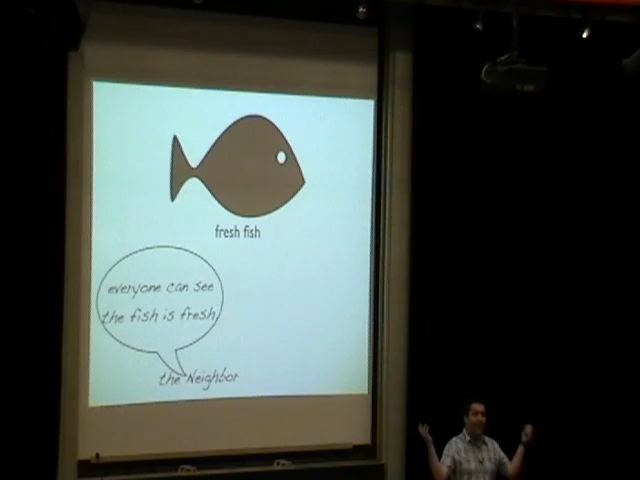 fresh fish
everyone can see
the fish is fresh
the Neighbor